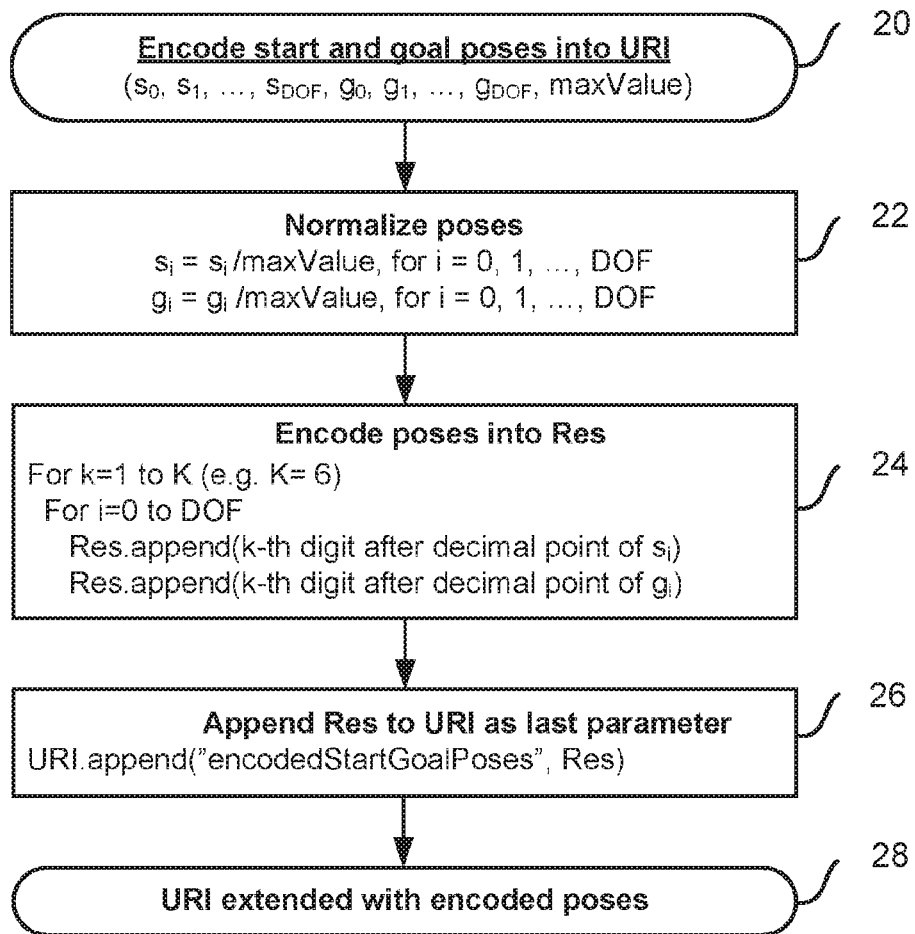 Encode start and goal poses into URI
(s₀, s₁, ..., s_DOF, g₀, g₁, ..., g_DOF, maxValue)
20
Normalize poses
sᵢ = sᵢ /maxValue, for i = 0, 1, ..., DOF
gᵢ = gᵢ /maxValue, for i = 0, 1, ..., DOF
22
Encode poses into Res
For k=1 to K (e.g. K= 6)
For i=0 to DOF
Res.append(k-th digit after decimal point of sᵢ)
Res.append(k-th digit after decimal point of gᵢ)
24
Append Res to URI as last parameter
URI.append("encodedStartGoalPoses", Res)
26
URI extended with encoded poses
28